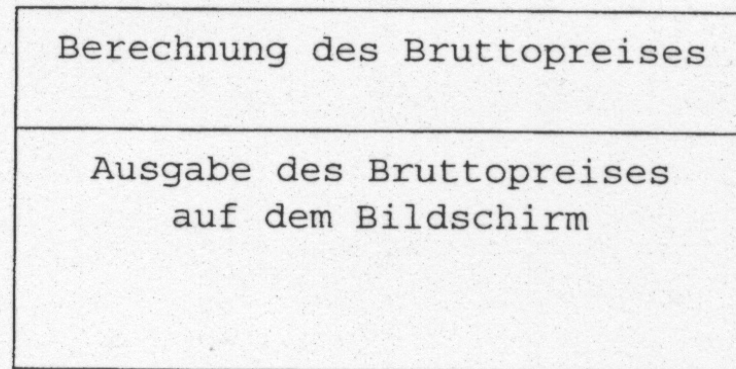 Berechnung des Bruttopreises
Ausgabe des Bruttopreises
auf dem Bildschirm